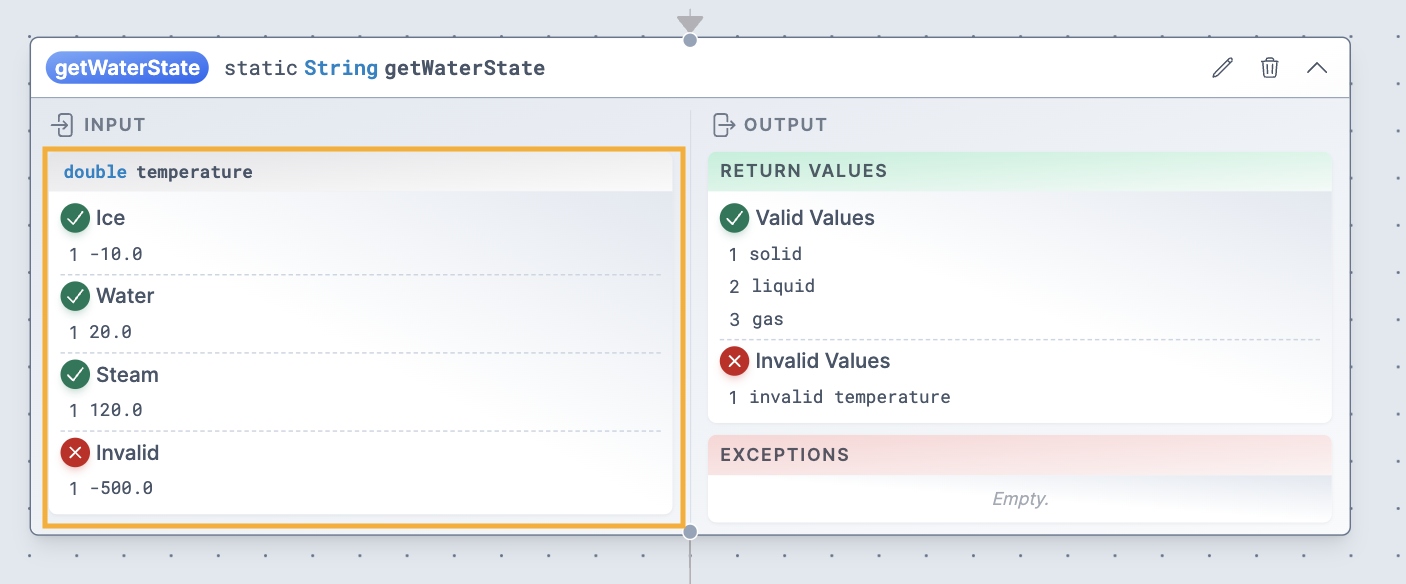 getWaterState static String getWaterState
INPUT
double temperature
Ice
1 -10.0
Water
1 20.0
Steam
1 120.0
Invalid
1 -500.0
OUTPUT
RETURN VALUES
Valid Values
1 solid
2 liquid
3 gas
Invalid Values
1 invalid temperature
EXCEPTIONS
Empty.